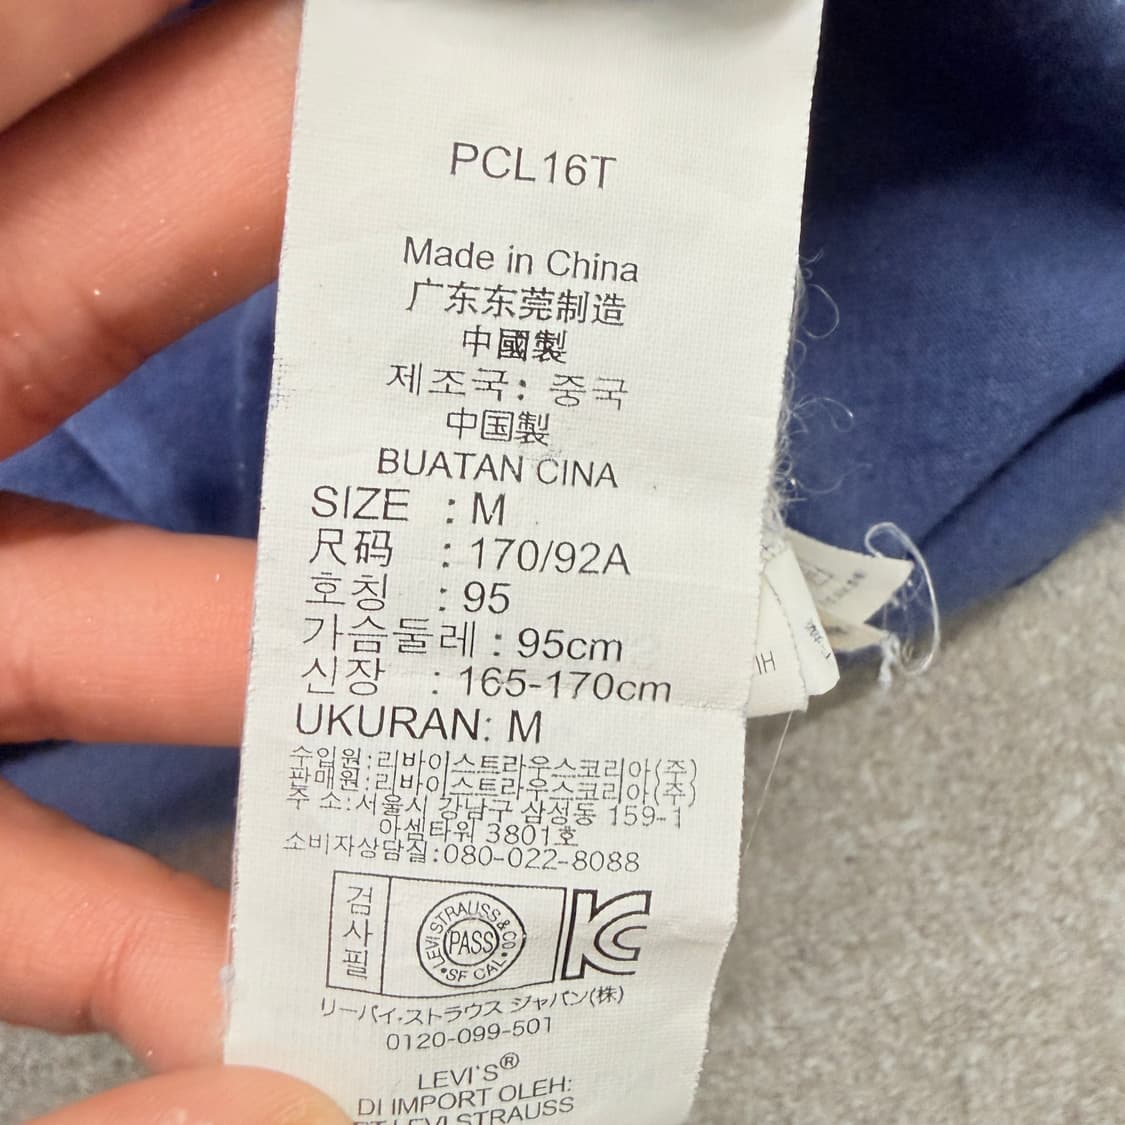 PCL16T
Made in China
广东东莞制造
中國製
제조국: 중국
中国製
BUATAN CINA
SIZE : M
尺码 : 170/92A
호칭 : 95
가슴둘레 : 95cm
신장 : 165-170cm
UKURAN: M
수입원:리바이스트라우스코리아(주)
판매원:리바이스트라우스코리아(주)
주 소:서울시 강남구 삼성동 159-1
아셈타워 3801호
소비자상담실:080-022-8088
검사필
LEVI STRAUSS & CO
PASS
SF CAL
KC
リーバイ・ストラウス ジャパン(株)
0120-099-501
LEVI'S®
DI IMPORT OLEH:
PT LEVI STRAUSS